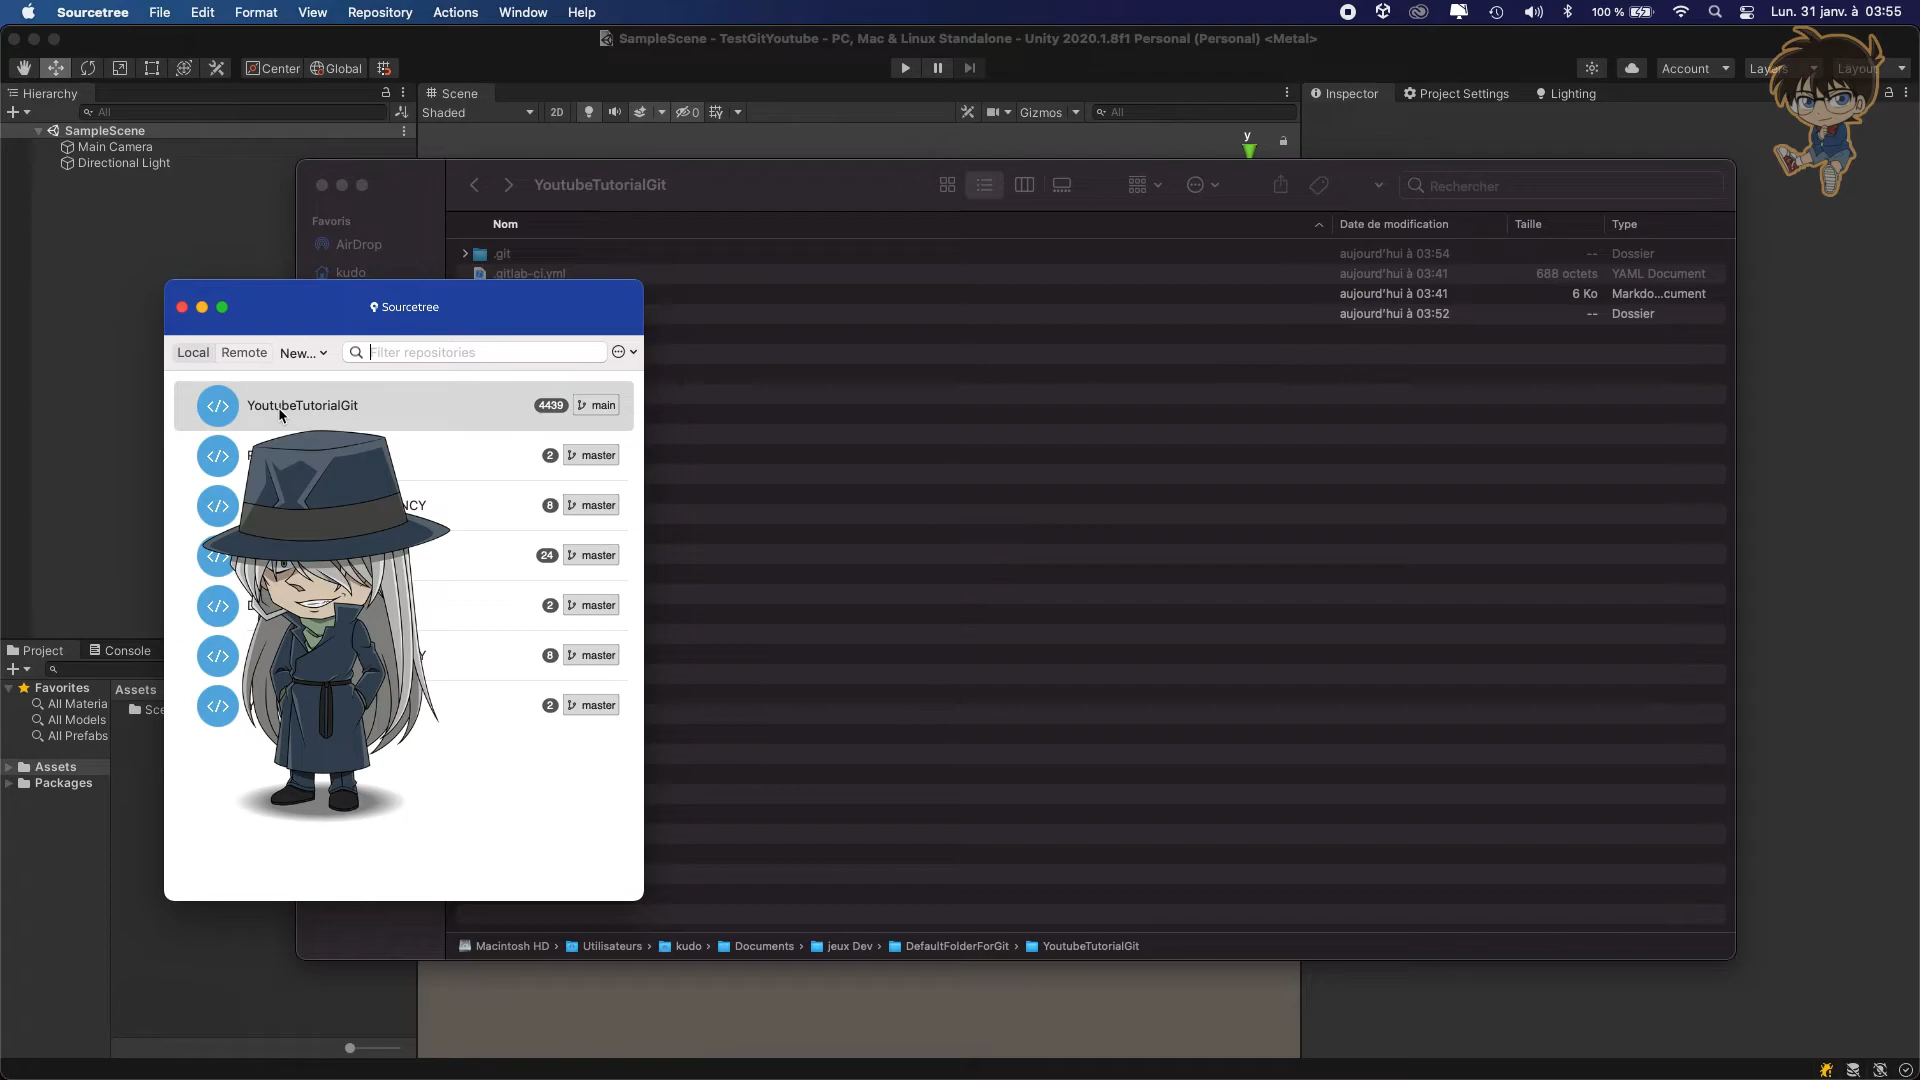 Sourcetree File Edit Format View Repository Actions Window Help 100 % Lun. 31 janv. à 03:55
SampleScene - TestGitYoutube - PC, Mac & Linux Standalone - Unity 2020.1.8f1 Personal (Personal) <Metal>
Center Global Account Layers Layout
Hierarchy
All
SampleScene
Main Camera
Directional Light
Scene
Shaded 2D 0 Gizmos All
y
Inspector Project Settings Lighting
YoutubeTutorialGit Rechercher
Favoris
AirDrop
kudo
Nom Date de modification Taille Type
.git aujourd'hui à 03:54 -- Dossier
.gitlab-ci.yml aujourd'hui à 03:41 688 octets YAML Document
aujourd'hui à 03:41 6 Ko Markdo...cument
aujourd'hui à 03:52 -- Dossier
Sourcetree
Local Remote New... Filter repositories
YoutubeTutorialGit 4439 main
2 master
NCY 8 master
24 master
2 master
Y 8 master
2 master
Project Console
Favorites
All Materia
All Models
All Prefabs
Assets
Packages
Assets
Sce
Macintosh HD › Utilisateurs › kudo › Documents › jeux Dev › DefaultFolderForGit › YoutubeTutorialGit